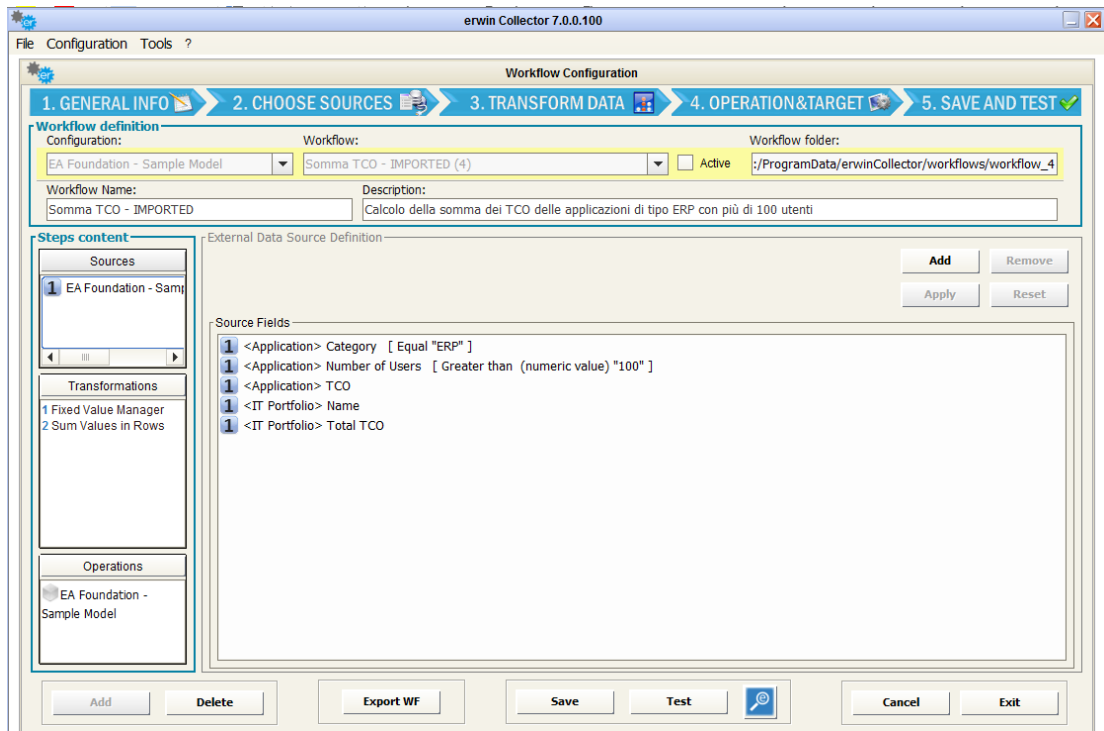 erwin Collector 7.0.0.100
File Configuration Tools ?
Workflow Configuration
1. GENERAL INFO 2. CHOOSE SOURCES 3. TRANSFORM DATA 4. OPERATION&TARGET 5. SAVE AND TEST
Workflow definition
Configuration: Workflow: Workflow folder:
EA Foundation - Sample Model Somma TCO - IMPORTED (4) Active :/ProgramData/erwinCollector/workflows/workflow_4
Workflow Name: Description:
Somma TCO - IMPORTED Calcolo della somma dei TCO delle applicazioni di tipo ERP con più di 100 utenti
Steps content
Sources
1 EA Foundation - Samp
Transformations
1 Fixed Value Manager
2 Sum Values in Rows
Operations
EA Foundation -
Sample Model
External Data Source Definition
Add Remove
Apply Reset
Source Fields
1 <Application> Category [ Equal "ERP" ]
1 <Application> Number of Users [ Greater than (numeric value) "100" ]
1 <Application> TCO
1 <IT Portfolio> Name
1 <IT Portfolio> Total TCO
Add Delete Export WF Save Test Cancel Exit